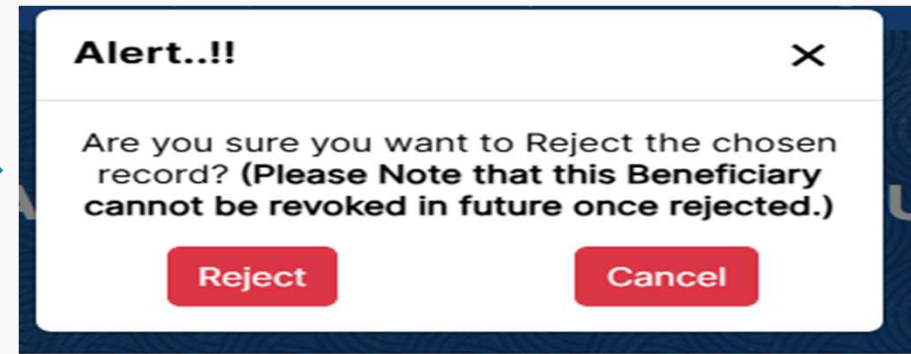 Alert..!!
Are you sure you want to Reject the chosen
record? (Please Note that this Beneficiary
cannot be revoked in future once rejected.)
Reject Cancel